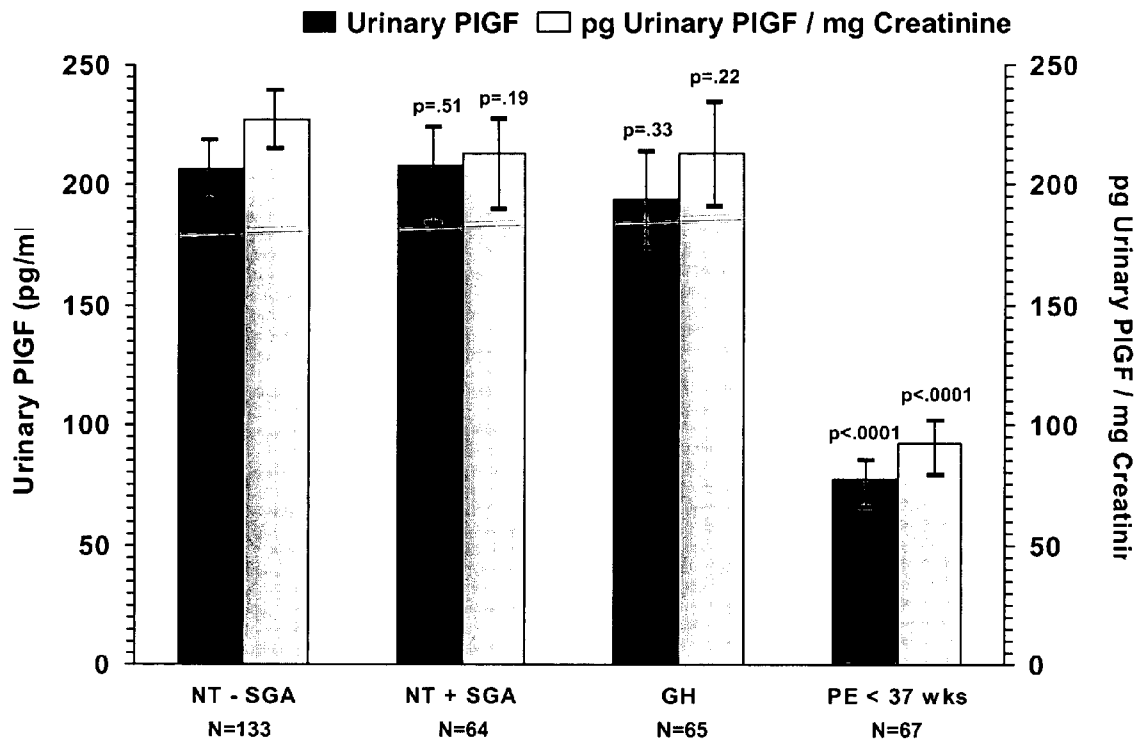 Urinary PlGF pg Urinary PlGF / mg Creatinine
Urinary PlGF (pg/ml
250
200
150
100
50
0
p=.51
p=.19
p=.33
p=.22
p<.0001
p<.0001
250
200
150
100
50
0
pg Urinary PlGF / mg Creatinir
NT - SGA NT + SGA GH PE < 37 wks
N=133 N=64 N=65 N=67